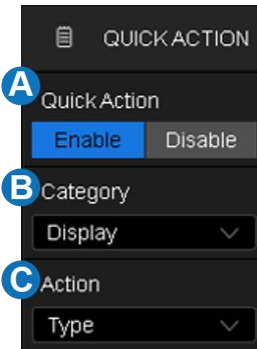 QUICK ACTION
A
Quick Action
Enable Disable
B
Category
Display
C
Action
Type